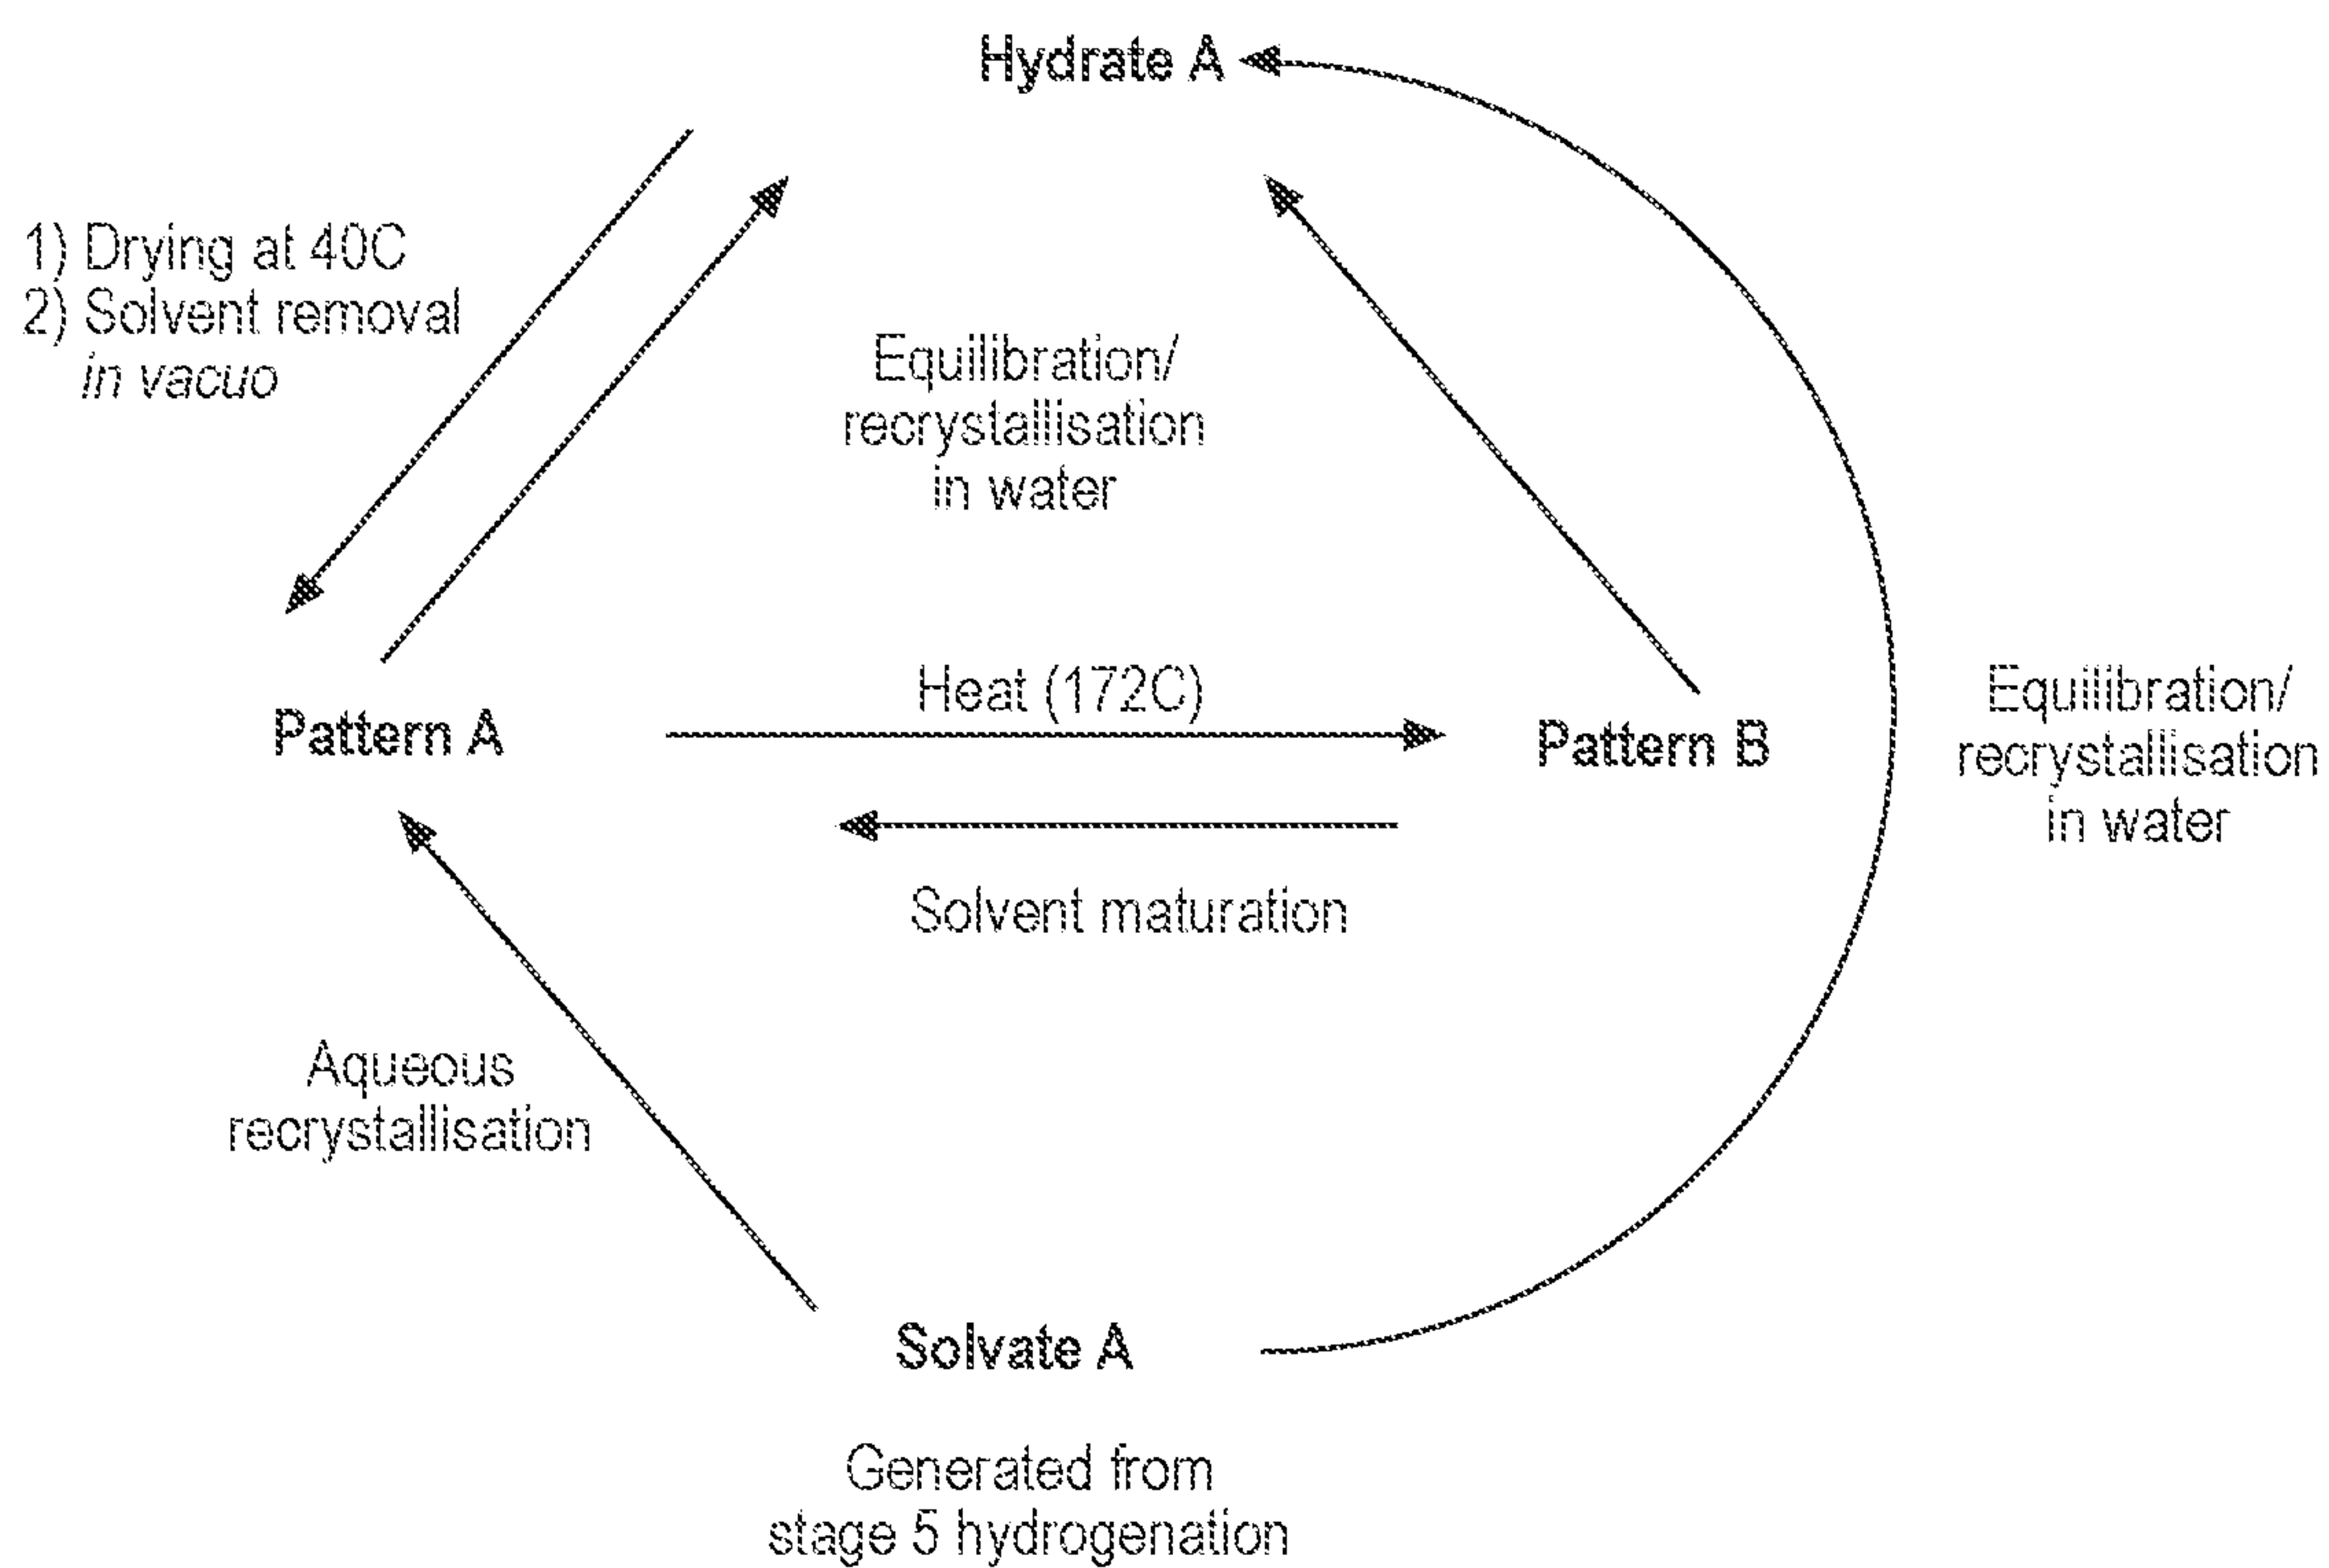 Hydrate A
1) Drying at 40C
2) Solvent removal
in vacuo
Equilibration/
recrystallisation
in water
Heat (172C)
Pattern A
Pattern B
Equilibration/
recrystallisation
in water
Solvent maturation
Aqueous
recrystallisation
Solvate A
Generated from
stage 5 hydrogenation